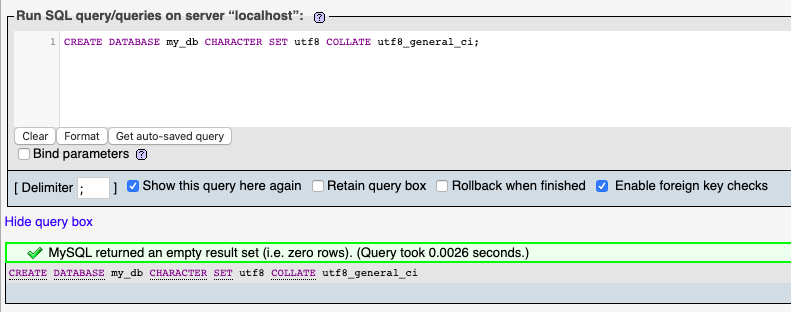 Run SQL query/queries on server “localhost”:
1 CREATE DATABASE my_db CHARACTER SET utf8 COLLATE utf8_general_ci;
Clear Format Get auto-saved query
Bind parameters
[ Delimiter ; ] Show this query here again Retain query box Rollback when finished Enable foreign key checks
Hide query box
MySQL returned an empty result set (i.e. zero rows). (Query took 0.0026 seconds.)
CREATE DATABASE my_db CHARACTER SET utf8 COLLATE utf8_general_ci